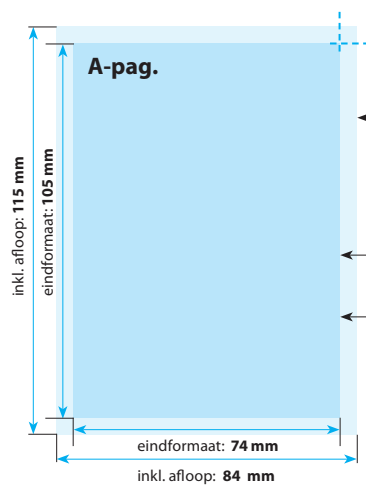 A-pag.
inkl. afloop: 115 mm
eindformaat: 105 mm
eindformaat: 74 mm
inkl. afloop: 84 mm